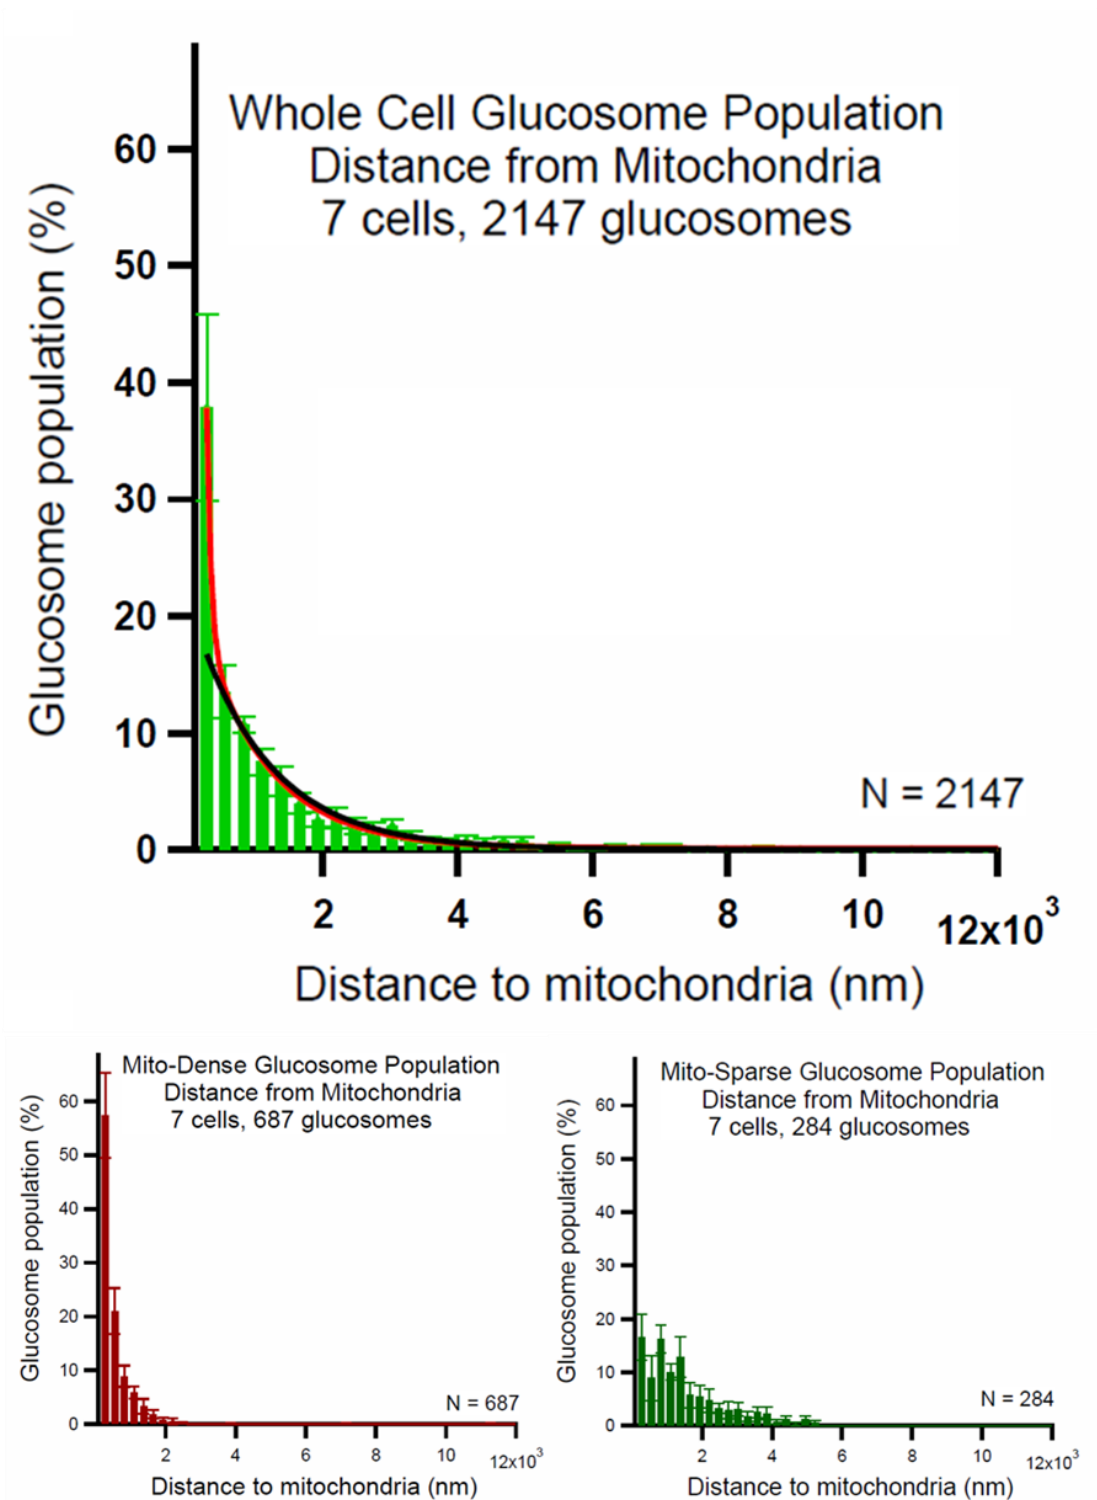 Whole Cell Glucosome Population
Distance from Mitochondria
7 cells, 2147 glucosomes
Glucosome population (%)
60
50
40
30
20
10
0
N = 2147
2
4
6
8
10
12x10³
Distance to mitochondria (nm)
Mito-Dense Glucosome Population
Distance from Mitochondria
7 cells, 687 glucosomes
Glucosome population (%)
60
50
40
30
20
10
0
N = 687
2
4
6
8
10
12x10³
Distance to mitochondria (nm)
Mito-Sparse Glucosome Population
Distance from Mitochondria
7 cells, 284 glucosomes
Glucosome population (%)
60
50
40
30
20
10
0
N = 284
2
4
6
8
10
12x10³
Distance to mitochondria (nm)